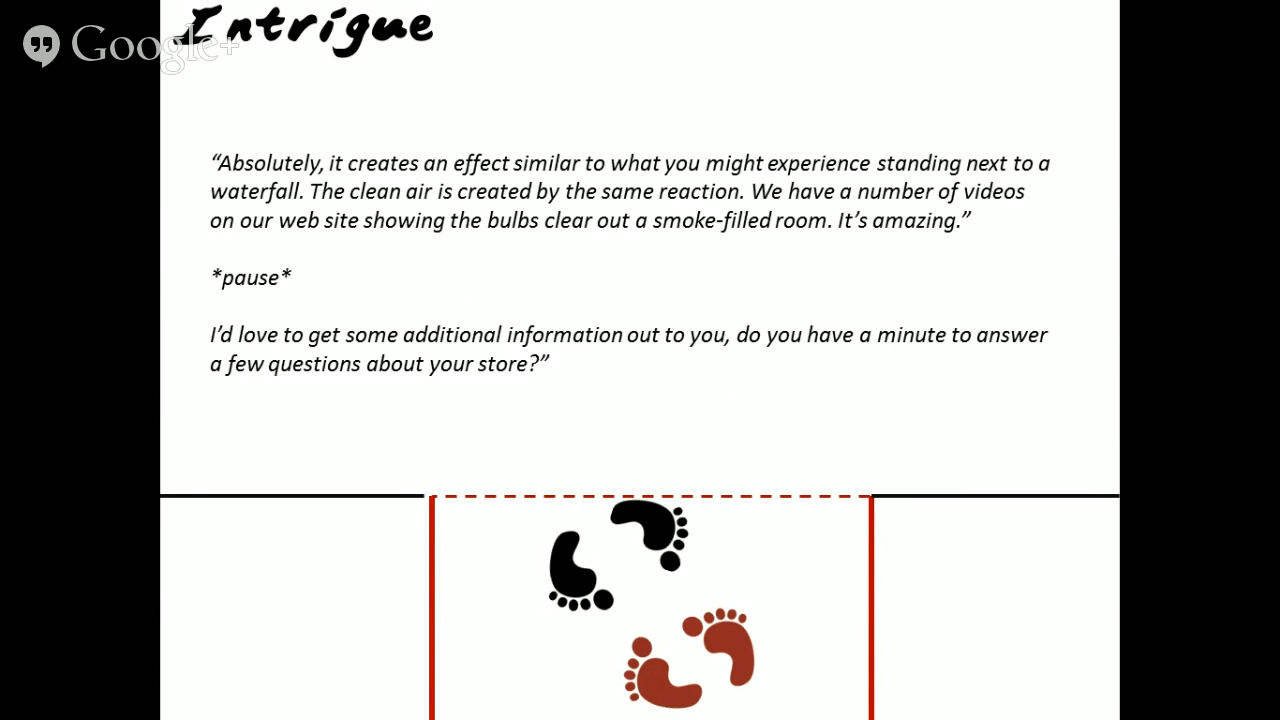 Intrigue
Google+
“Absolutely, it creates an effect similar to what you might experience standing next to a
waterfall. The clean air is created by the same reaction. We have a number of videos
on our web site showing the bulbs clear out a smoke-filled room. It’s amazing.”
*pause*
I’d love to get some additional information out to you, do you have a minute to answer
a few questions about your store?”